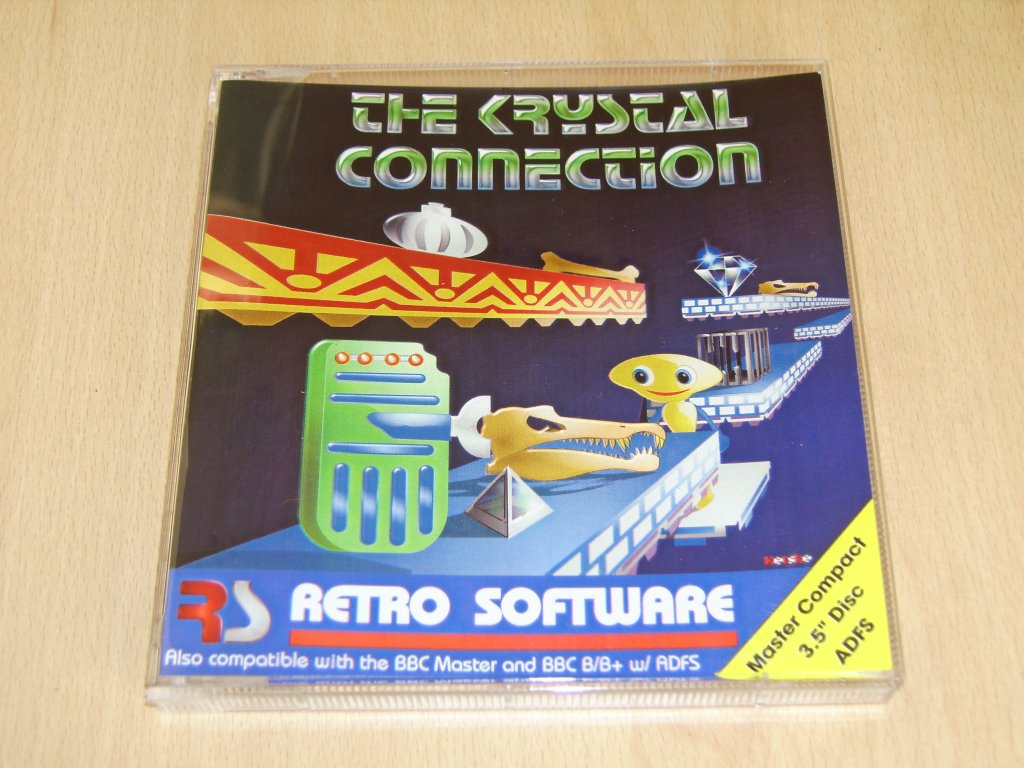 THE KRYSTAL
CONNECTION
RS RETRO SOFTWARE
Also compatible with the BBC Master and BBC B/B+ w/ ADFS
Master Compact
3.5" Disc
ADFS